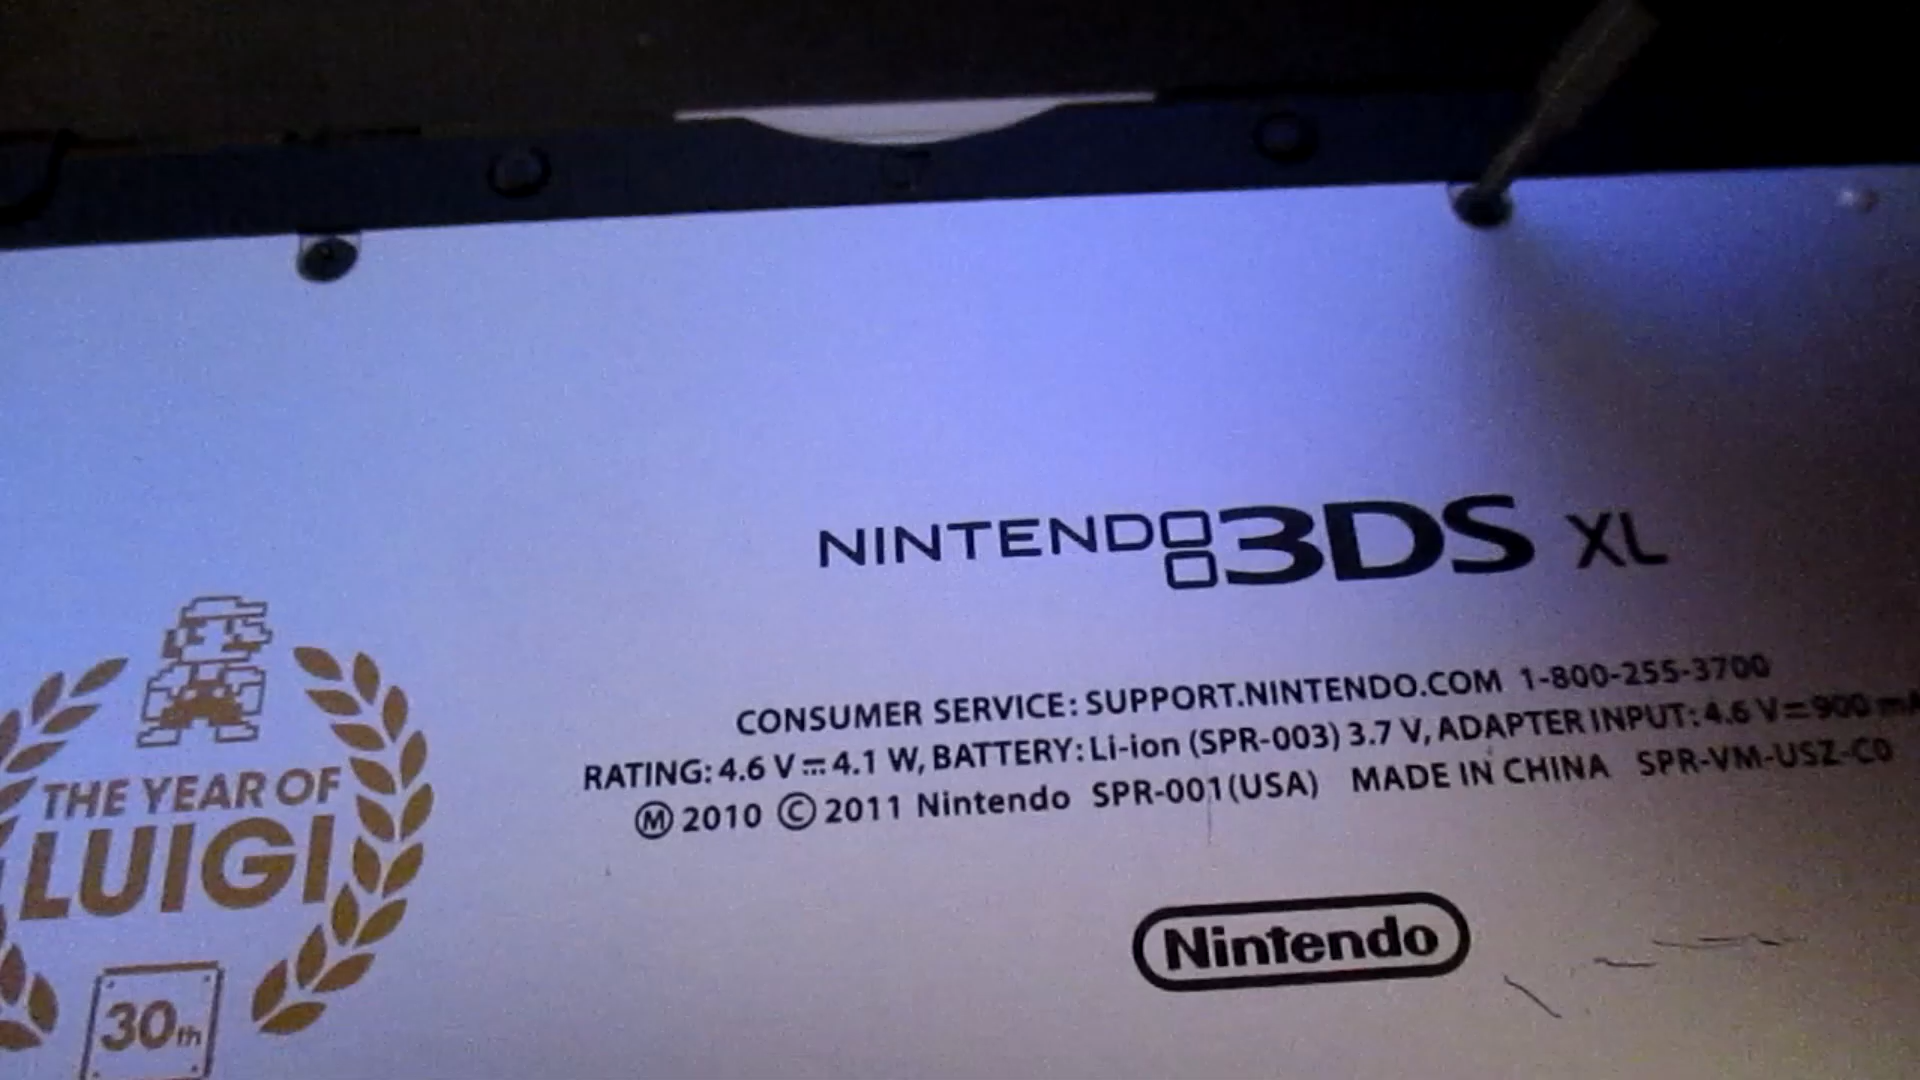 NINTENDO 3DS XL
CONSUMER SERVICE: SUPPORT.NINTENDO.COM 1-800-255-3700
RATING: 4.6 V⎓4.1 W, BATTERY: Li-ion (SPR-003) 3.7 V, ADAPTER INPUT: 4.6 V⎓900 mA
Ⓜ 2010 © 2011 Nintendo SPR-001(USA) MADE IN CHINA SPR-VM-USZ-C0
Nintendo
THE YEAR OF
LUIGI
30th